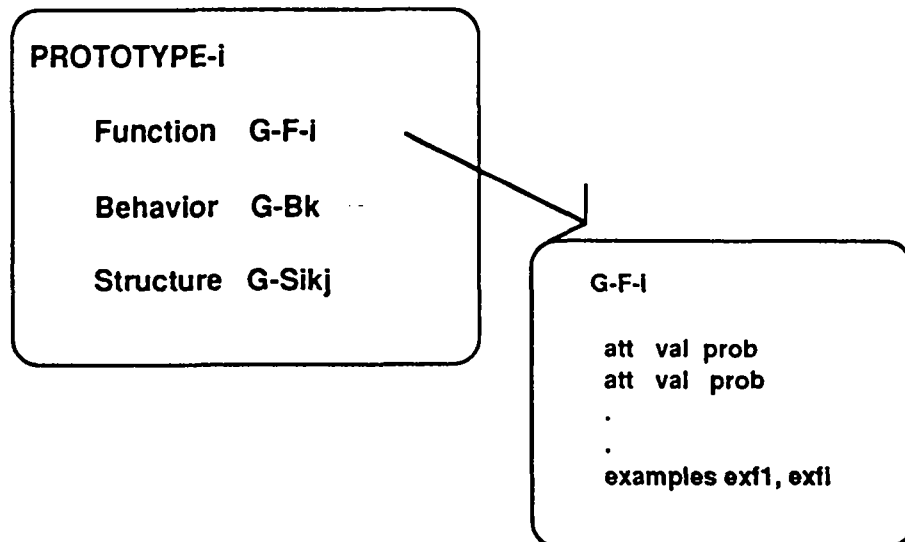 PROTOTYPE-i
Function G-F-i
Behavior G-Bk
Structure G-Sikj
G-F-i
att val prob
att val prob
.
.
examples exf1, exfi